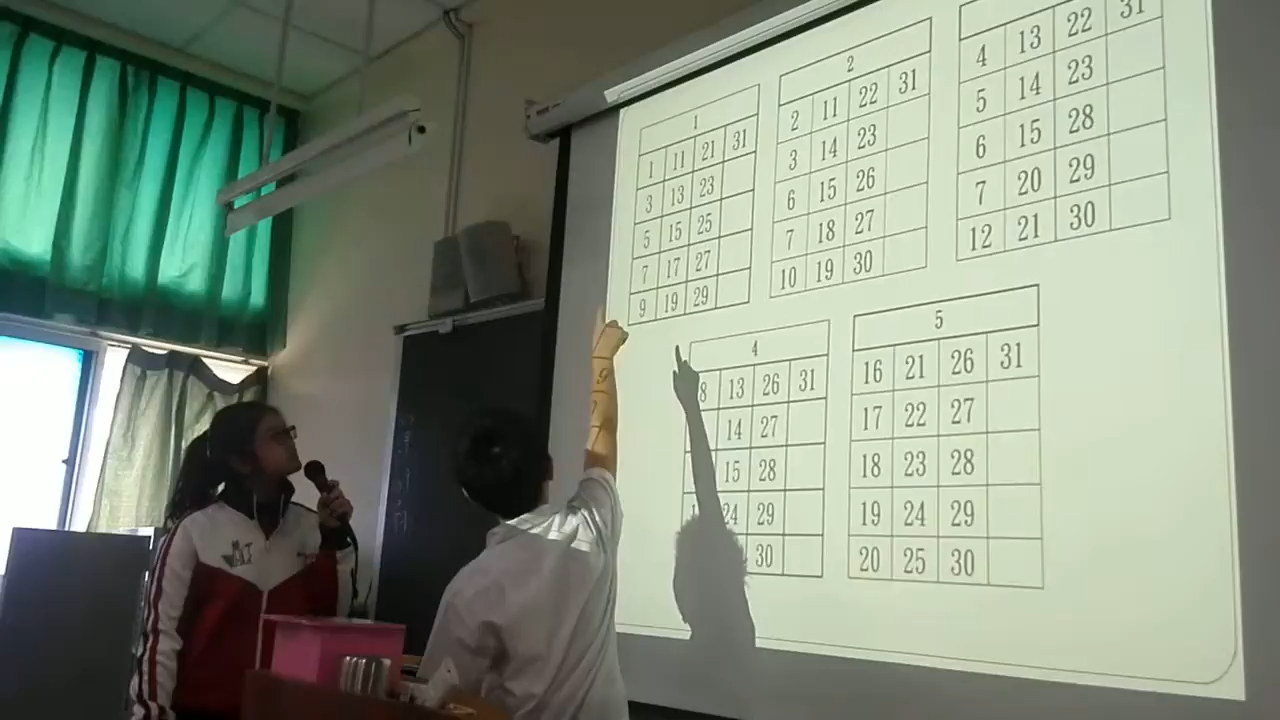 1
1 11 21 31
3 13 23
5 15 25
7 17 27
9 19 29
2
2 11 22 31
3 14 23
6 15 26
7 18 27
10 19 30
4 13 22 31
5 14 23
6 15 28
7 20 29
12 21 30
4
8 13 26 31
14 27
15 28
24 29
30
5
16 21 26 31
17 22 27
18 23 28
19 24 29
20 25 30